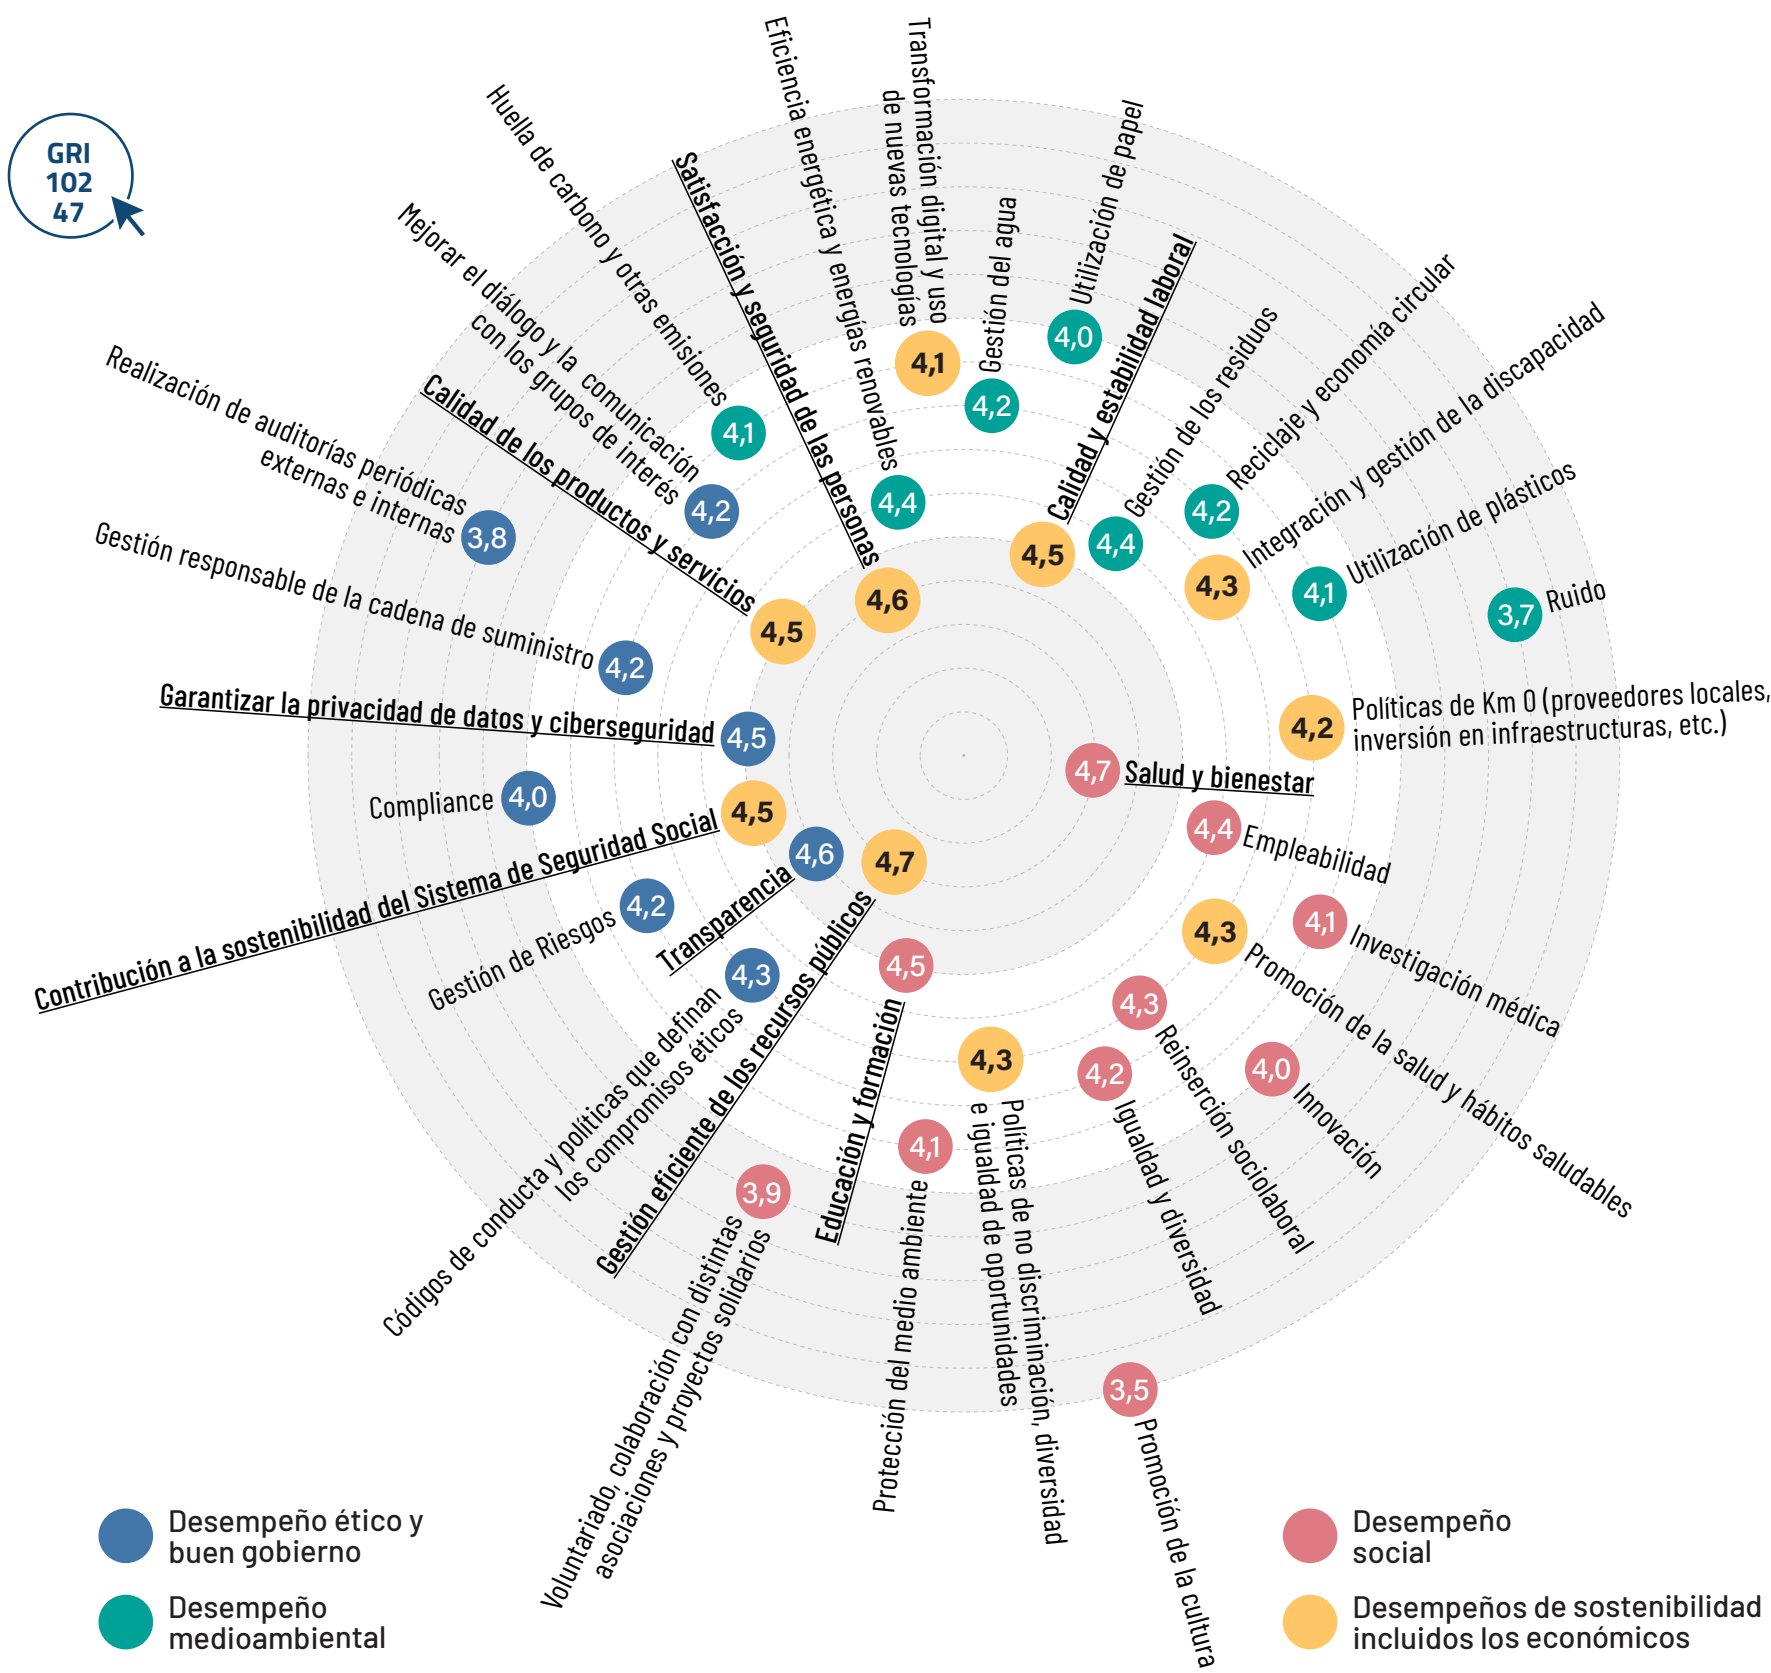 GRI
102
47
Transformación digital y uso
de nuevas tecnologías
4,1
Gestión del agua
4,2
Utilización de papel
4,0
Calidad y estabilidad laboral
4,5
Gestión de los residuos
4,4
Reciclaje y economía circular
4,2
Integración y gestión de la discapacidad
4,3
Utilización de plásticos
4,1
Ruido
3,7
Políticas de Km 0 (proveedores locales,
inversión en infraestructuras, etc.)
4,2
Salud y bienestar
4,7
Empleabilidad
4,4
Investigación médica
4,1
Promoción de la salud y hábitos saludables
4,3
Innovación
4,0
Reinserción sociolaboral
4,3
Igualdad y diversidad
4,2
Promoción de la cultura
3,5
Políticas de no discriminación, diversidad
e igualdad de oportunidades
4,3
Protección del medio ambiente
4,1
Educación y formación
4,5
Voluntariado, colaboración con distintas
asociaciones y proyectos solidarios
3,9
Gestión eficiente de los recursos públicos
4,7
Códigos de conducta y políticas que definan
los compromisos éticos
4,3
Transparencia
4,6
Gestión de Riesgos
4,2
Contribución a la sostenibilidad del Sistema de Seguridad Social
4,5
Compliance
4,0
Garantizar la privacidad de datos y ciberseguridad
4,5
Gestión responsable de la cadena de suministro
4,2
Realización de auditorías periódicas
externas e internas
3,8
Calidad de los productos y servicios
4,5
Mejorar el diálogo y la comunicación
con los grupos de interés
4,2
Huella de carbono y otras emisiones
4,1
Satisfacción y seguridad de las personas
4,6
Eficiencia energética y energías renovables
4,4
Desempeño ético y
buen gobierno
Desempeño
medioambiental
Desempeño
social
Desempeños de sostenibilidad
incluidos los económicos